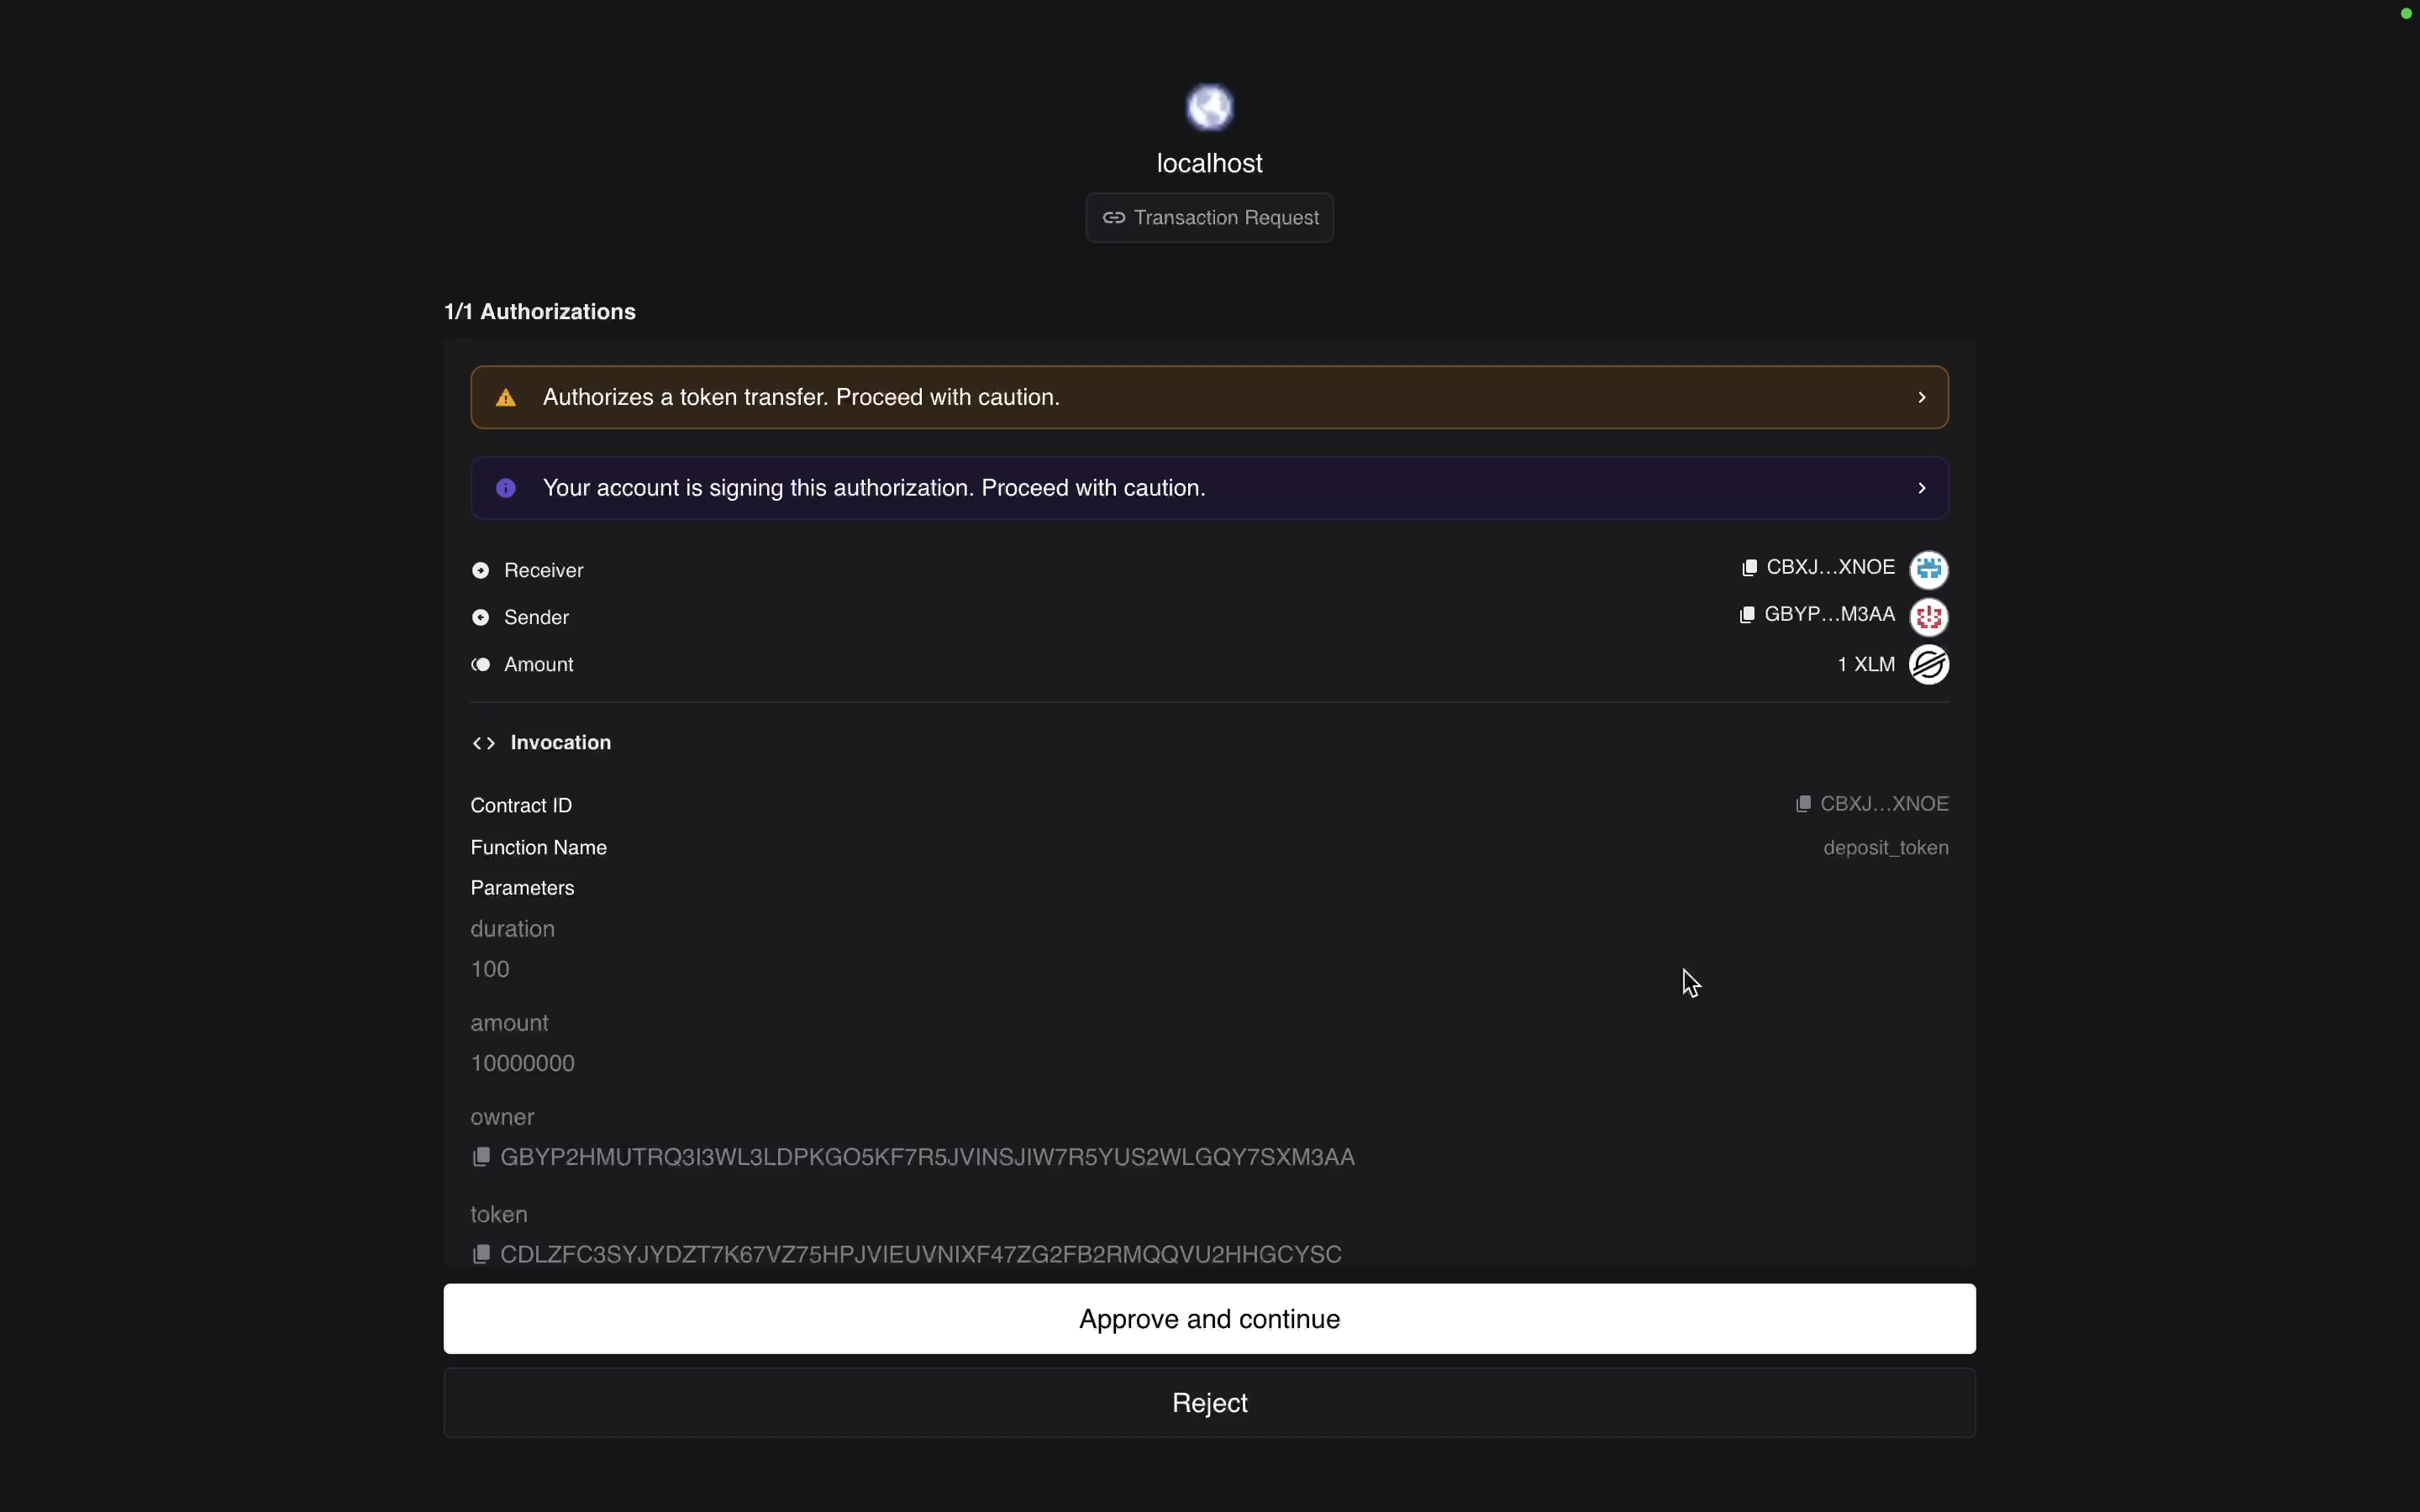 localhost
Transaction Request
1/1 Authorizations
Authorizes a token transfer. Proceed with caution.
Your account is signing this authorization. Proceed with caution.
Receiver CBXJ...XNOE
Sender GBYP...M3AA
Amount 1 XLM
Invocation
Contract ID CBXJ...XNOE
Function Name deposit_token
Parameters
duration
100
amount
10000000
owner
GBYP2HMUTRQ3I3WL3LDPKGO5KF7R5JVINSJIW7R5YUS2WLGQY7SXM3AA
token
CDLZFC3SYJYDZT7K67VZ75HPJVIEUVNIXF47ZG2FB2RMQQVU2HHGCYSC
Approve and continue
Reject